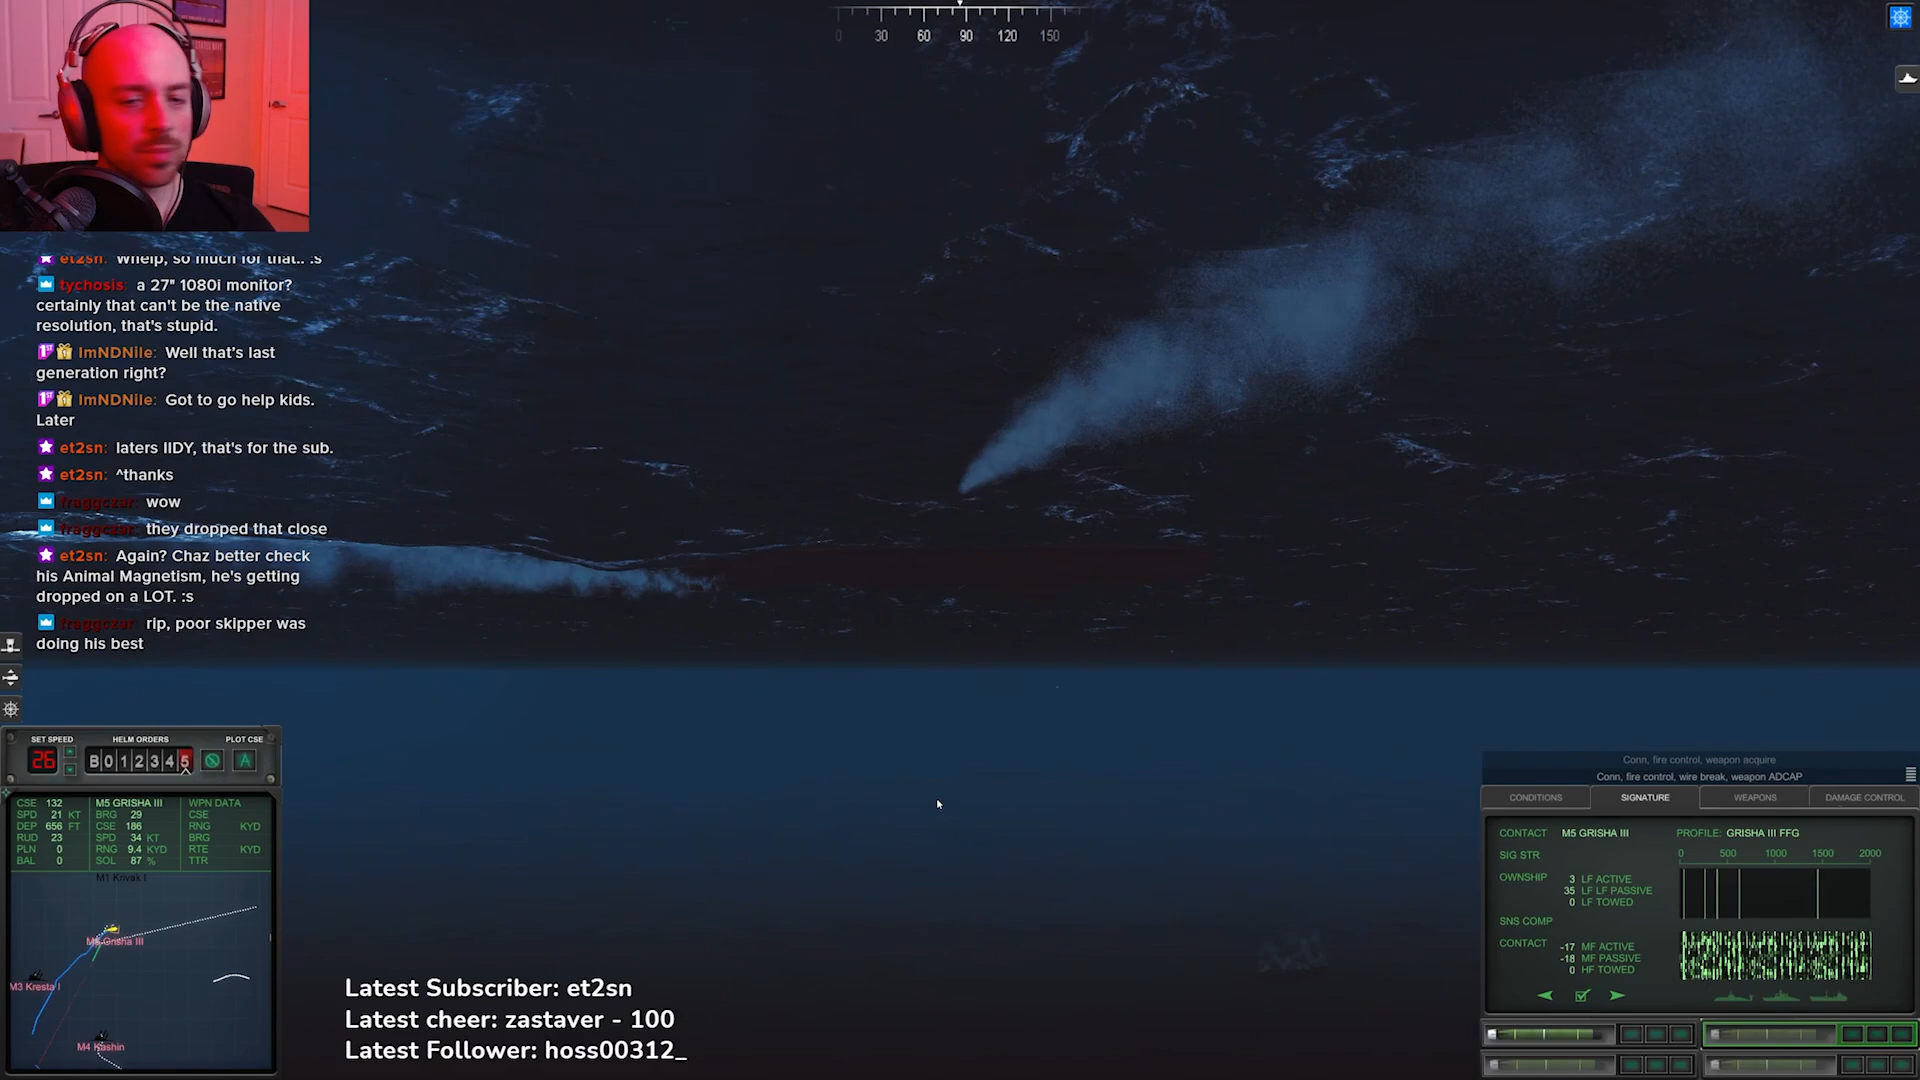 0 30 60 90 120 150
et2sn: Whelp, so much for that.. :s
tychosis: a 27" 1080i monitor?
certainly that can't be the native
resolution, that's stupid.
1ST ImNDNile: Well that's last
generation right?
1ST ImNDNile: Got to go help kids.
Later
et2sn: laters IIDY, that's for the sub.
et2sn: ^thanks
fraggczar: wow
fraggczar: they dropped that close
et2sn: Again? Chaz better check
his Animal Magnetism, he's getting
dropped on a LOT. :s
fraggczar: rip, poor skipper was
doing his best
SET SPEED HELM ORDERS PLOT CSE
26 B 0 1 2 3 4 5 A
CSE 132 M5 GRISHA III WPN DATA
SPD 21 KT BRG 29 CSE
DEP 656 FT CSE 186 RNG KYD
RUD 23 SPD 34 KT BRG
PLN 0 RNG 9.4 KYD RTE KYD
BAL 0 SOL 87 % TTR
M1 Krivak I
M5 Grisha III
M3 Kresta I
M4 Kashin
Latest Subscriber: et2sn
Latest cheer: zastaver - 100
Latest Follower: hoss00312_
Conn, fire control, weapon acquire
Conn, fire control, wire break, weapon ADCAP
CONDITIONS SIGNATURE WEAPONS DAMAGE CONTROL
CONTACT M5 GRISHA III PROFILE: GRISHA III FFG
SIG STR 0 500 1000 1500 2000
OWNSHIP 3 LF ACTIVE
35 LF LF PASSIVE
0 LF TOWED
SNS COMP
CONTACT -17 MF ACTIVE
-18 MF PASSIVE
0 HF TOWED